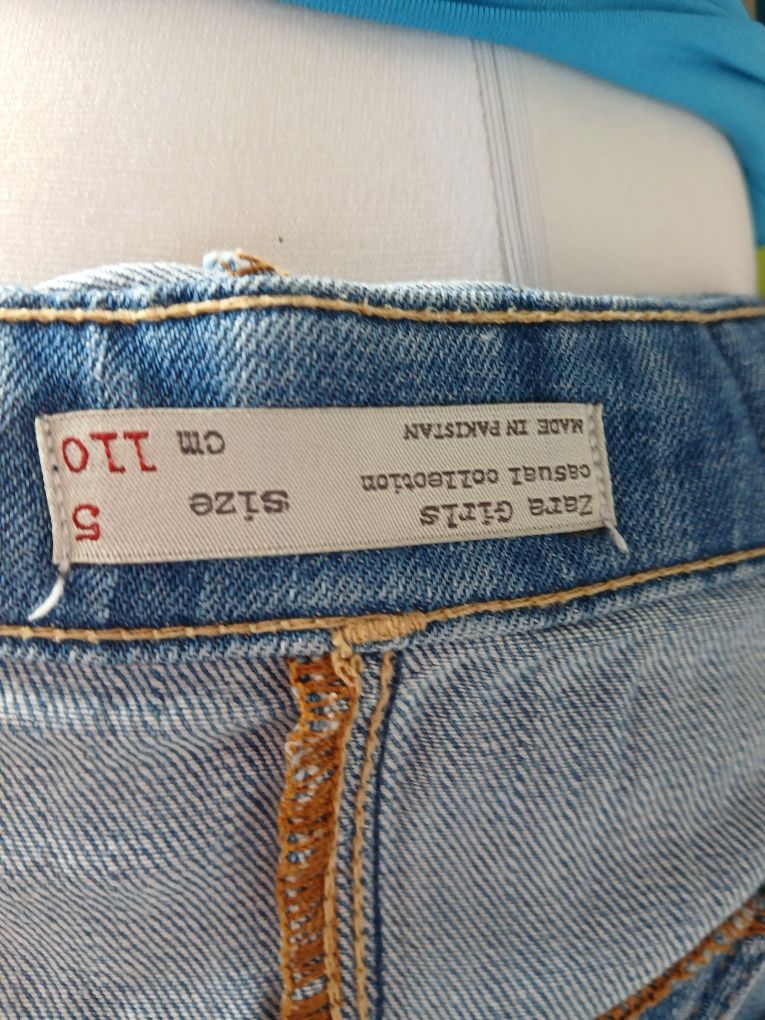 Zara Girls
casual collection
MADE IN PAKISTAN
size 5
cm 110